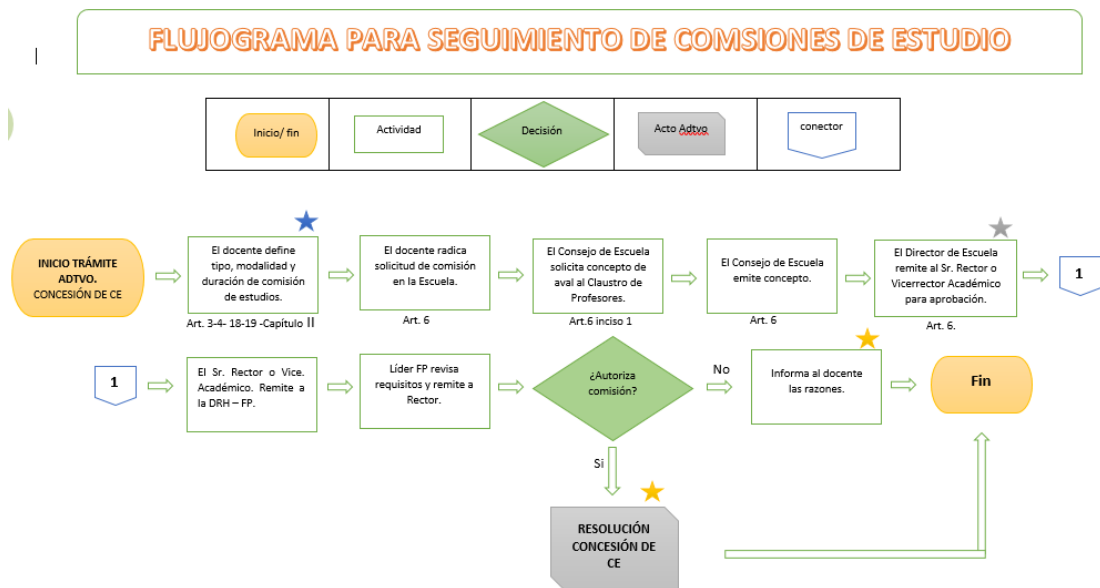 FLUJOGRAMA PARA SEGUIMIENTO DE COMSIONES DE ESTUDIO
Inicio/ fin
Actividad
Decisión
Acto Adtvo
conector
INICIO TRÁMITE
ADTVO.
CONCESIÓN DE CE
El docente define
tipo, modalidad y
duración de comisión
de estudios.
Art. 3-4- 18-19 -Capítulo II
El docente radica
solicitud de comisión
en la Escuela.
Art. 6
El Consejo de Escuela
solicita concepto de
aval al Claustro de
Profesores.
Art.6 inciso 1
El Consejo de Escuela
emite concepto.
Art. 6
El Director de Escuela
remite al Sr. Rector o
Vicerrector Académico
para aprobación.
Art. 6.
1
1
El Sr. Rector o Vice.
Académico. Remite a
la DRH – FP.
Líder FP revisa
requisitos y remite a
Rector.
¿Autoriza
comisión?
No
Informa al docente
las razones.
Fin
Si
RESOLUCIÓN
CONCESIÓN DE
CE